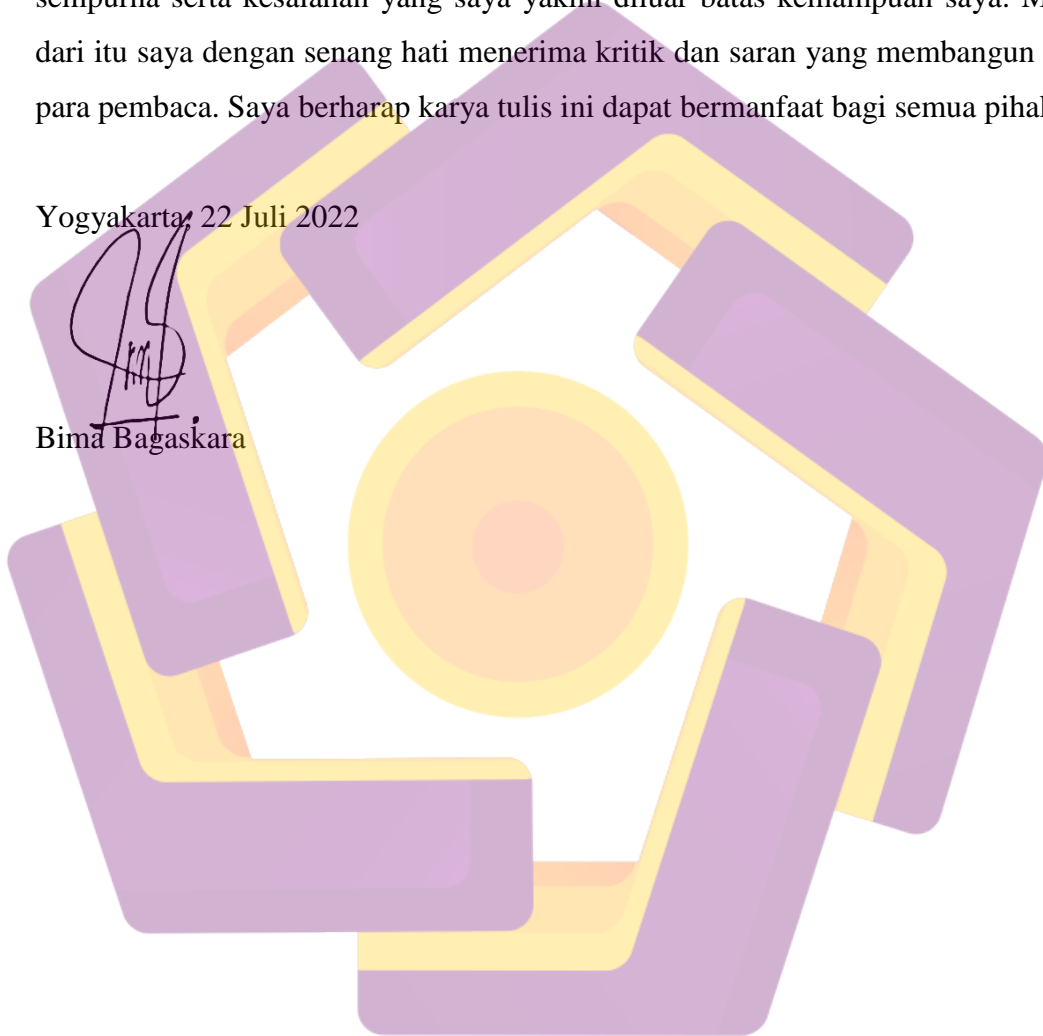 sempurna serta kesalahan yang saya yakini diluar batas kemampuan saya.
dari itu saya dengan senang hati menerima kritik dan saran yang membangun
para pembaca. Saya berharap karya tulis ini dapat bermanfaat bagi semua
Yogyakarta, 22 Juli 2022
Bima Bagaskara